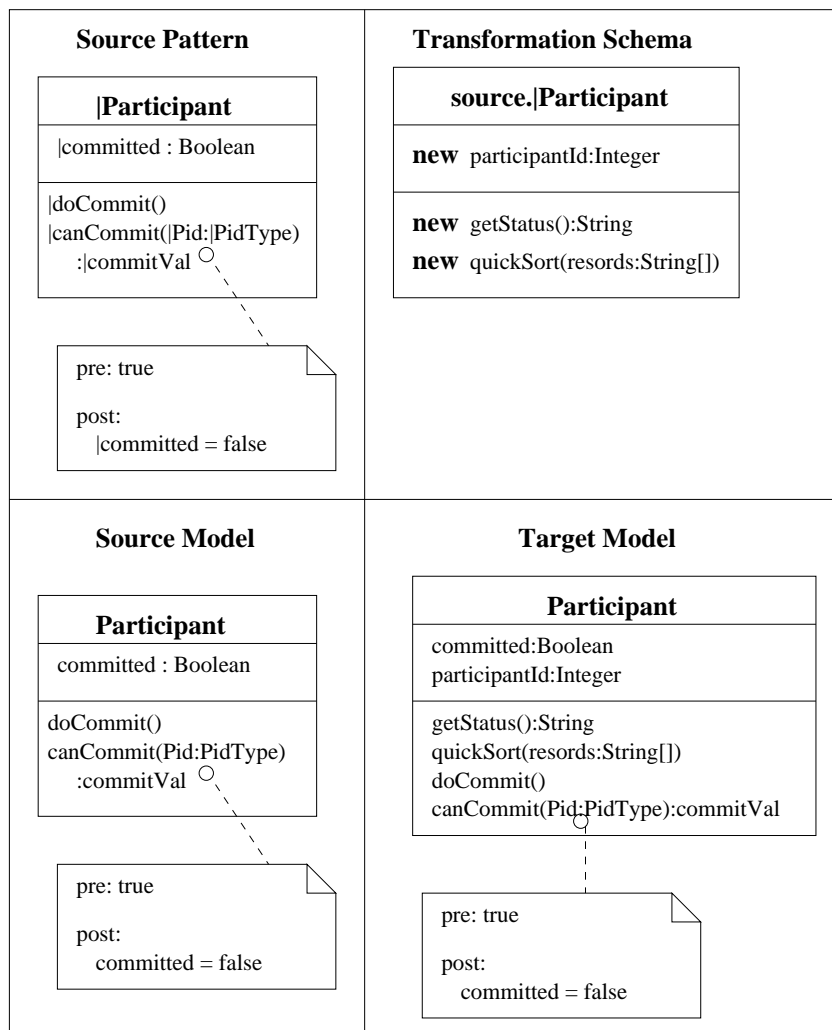 Source Pattern
|Participant
|committed : Boolean
|doCommit()
|canCommit(|Pid:|PidType)
:|commitVal
pre: true
post:
|committed = false
Transformation Schema
source.|Participant
new participantId:Integer
new getStatus():String
new quickSort(resords:String[])
Source Model
Participant
committed : Boolean
doCommit()
canCommit(Pid:PidType)
:commitVal
pre: true
post:
committed = false
Target Model
Participant
committed:Boolean
participantId:Integer
getStatus():String
quickSort(resords:String[])
doCommit()
canCommit(Pid:PidType):commitVal
pre: true
post:
committed = false